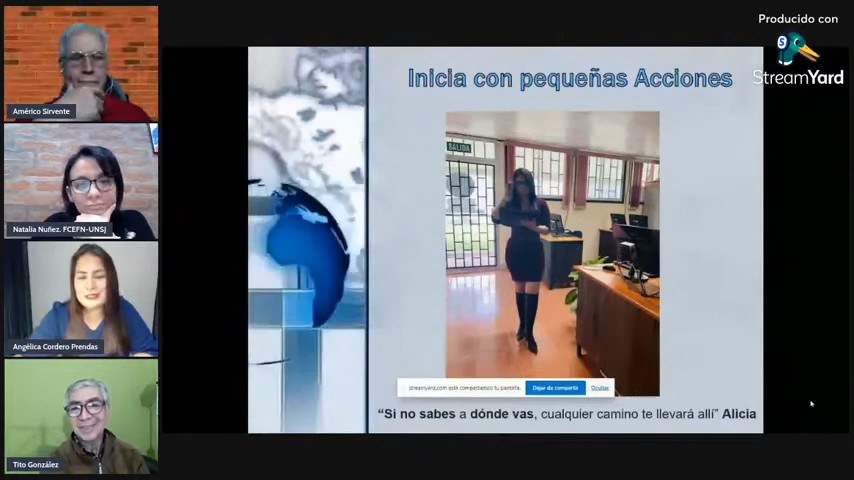 Producido con
StreamYard
Américo Sirvente
Natalia Nuñez. FCEFN-UNSJ
Angélica Cordero Prendas
Tito González
Inicia con pequeñas Acciones
SALIDA
streamyard.com está compartiendo tu pantalla.
Dejar de compartir
Ocultar
“Si no sabes a dónde vas, cualquier camino te llevará allí” Alicia